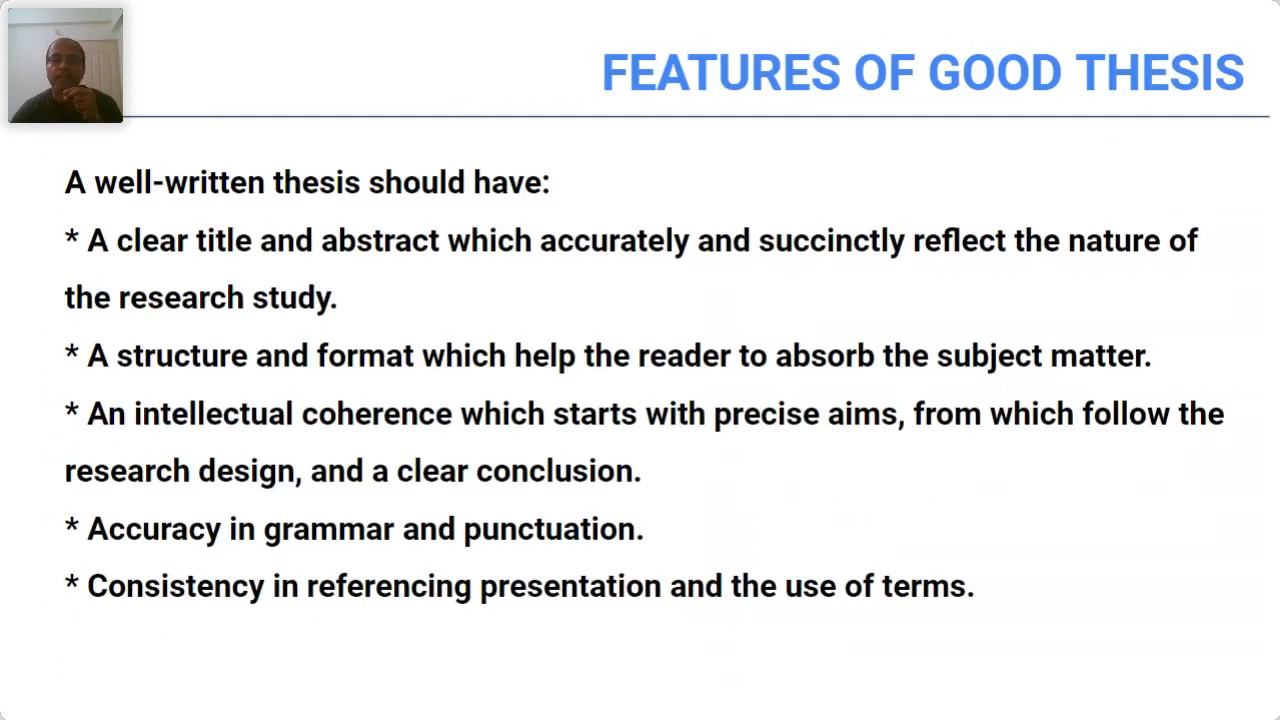 FEATURES OF GOOD THESIS
A well-written thesis should have:
* A clear title and abstract which accurately and succinctly reflect the nature of
the research study.
* A structure and format which help the reader to absorb the subject matter.
* An intellectual coherence which starts with precise aims, from which follow the
research design, and a clear conclusion.
* Accuracy in grammar and punctuation.
* Consistency in referencing presentation and the use of terms.